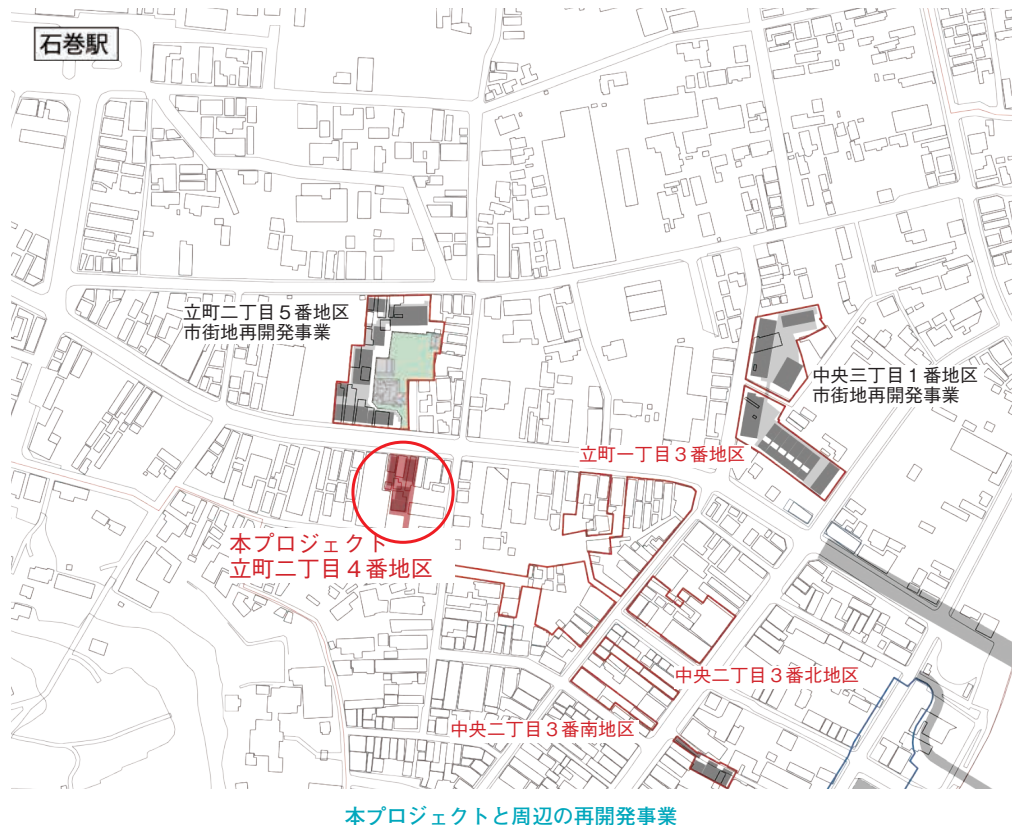 石巻駅
立町二丁目５番地区
市街地再開発事業
中央三丁目１番地区
市街地再開発事業
立町一丁目３番地区
本プロジェクト
立町二丁目４番地区
中央二丁目３番北地区
中央二丁目３番南地区
本プロジェクトと周辺の再開発事業